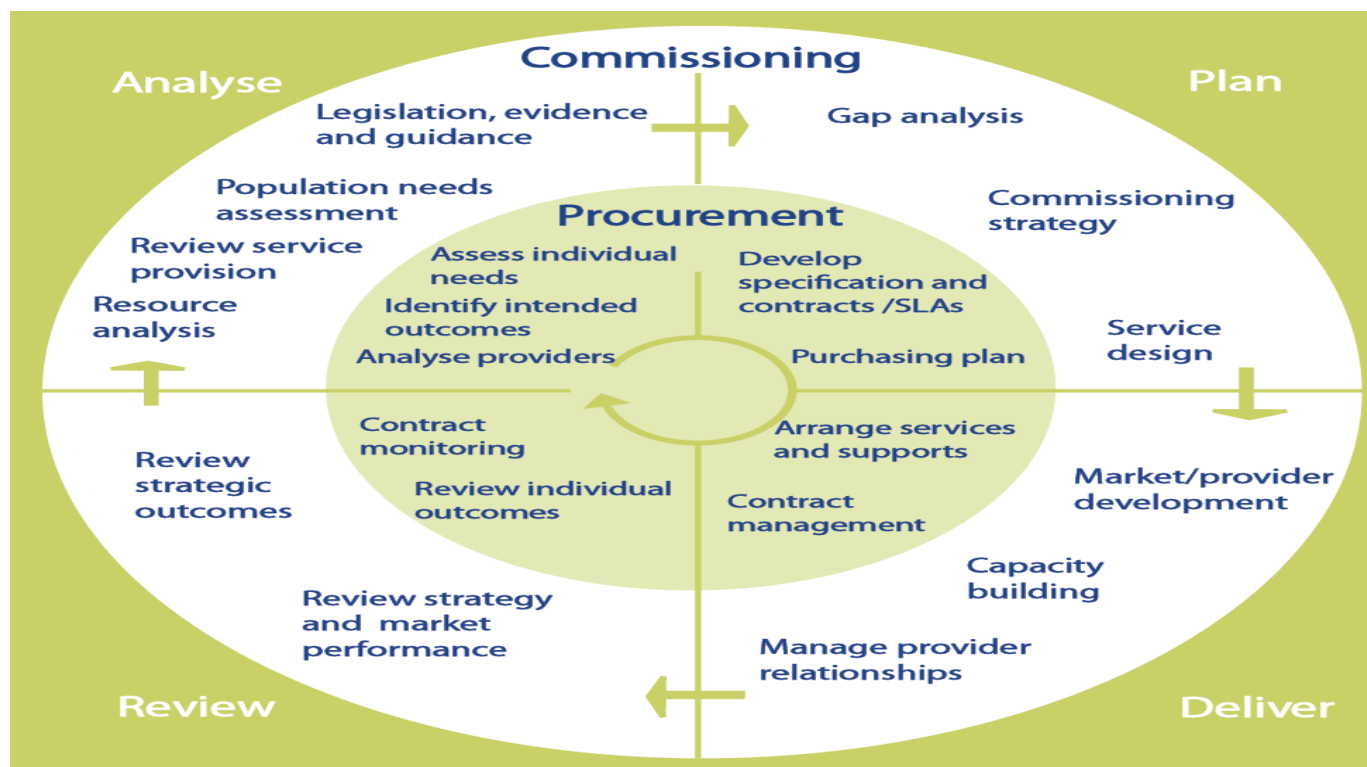 Commissioning
Analyse
Plan
Legislation, evidence
and guidance
Gap analysis
Population needs
assessment
Commissioning
strategy
Review service
provision
Resource
analysis
Service
design
Procurement
Assess individual
needs
Identify intended
outcomes
Analyse providers
Develop
specification and
contracts /SLAs
Purchasing plan
Contract
monitoring
Review individual
outcomes
Arrange services
and supports
Contract
management
Review
strategic
outcomes
Market/provider
development
Capacity
building
Review strategy
and market
performance
Manage provider
relationships
Review
Deliver